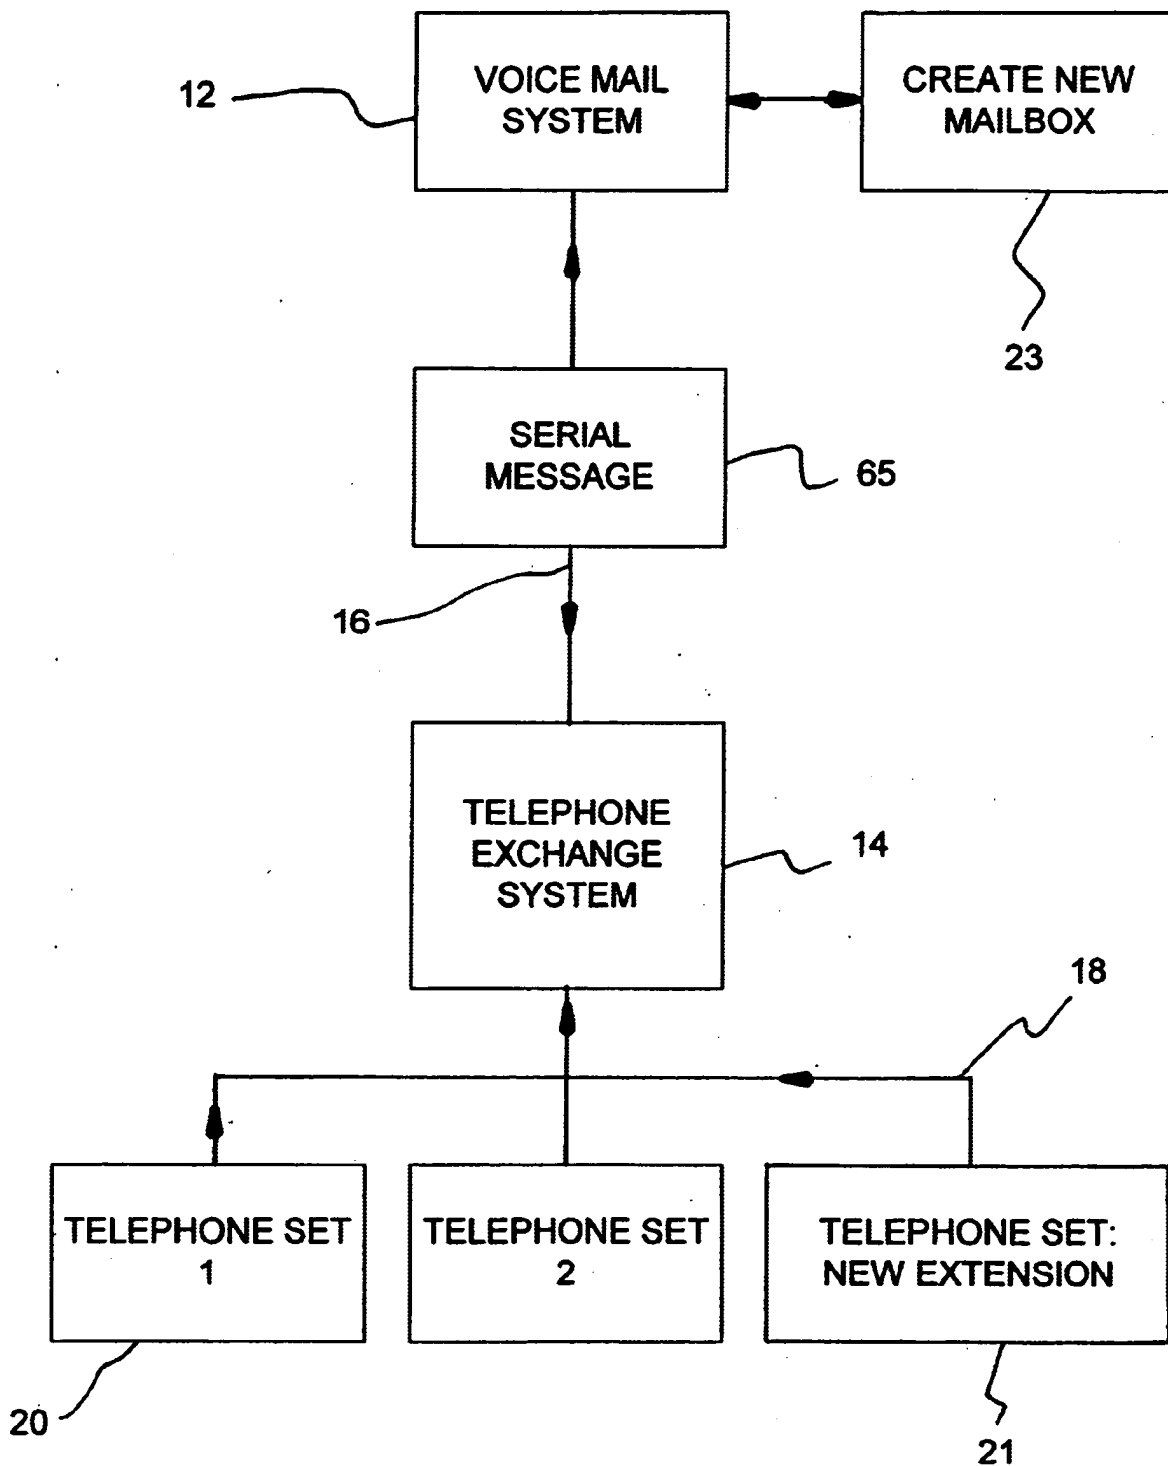 VOICE MAIL
SYSTEM
CREATE NEW
MAILBOX
12
23
SERIAL
MESSAGE
65
16
TELEPHONE
EXCHANGE
SYSTEM
14
18
TELEPHONE SET
1
TELEPHONE SET
2
TELEPHONE SET:
NEW EXTENSION
20
21